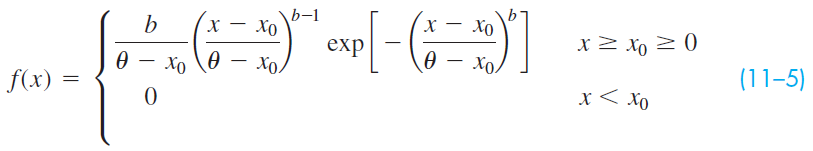 f(x) = { b/(θ − x₀) ((x − x₀)/(θ − x₀))^(b−1) exp[−((x − x₀)/(θ − x₀))^b] x ≥ x₀ ≥ 0
0 x < x₀
(11–5)